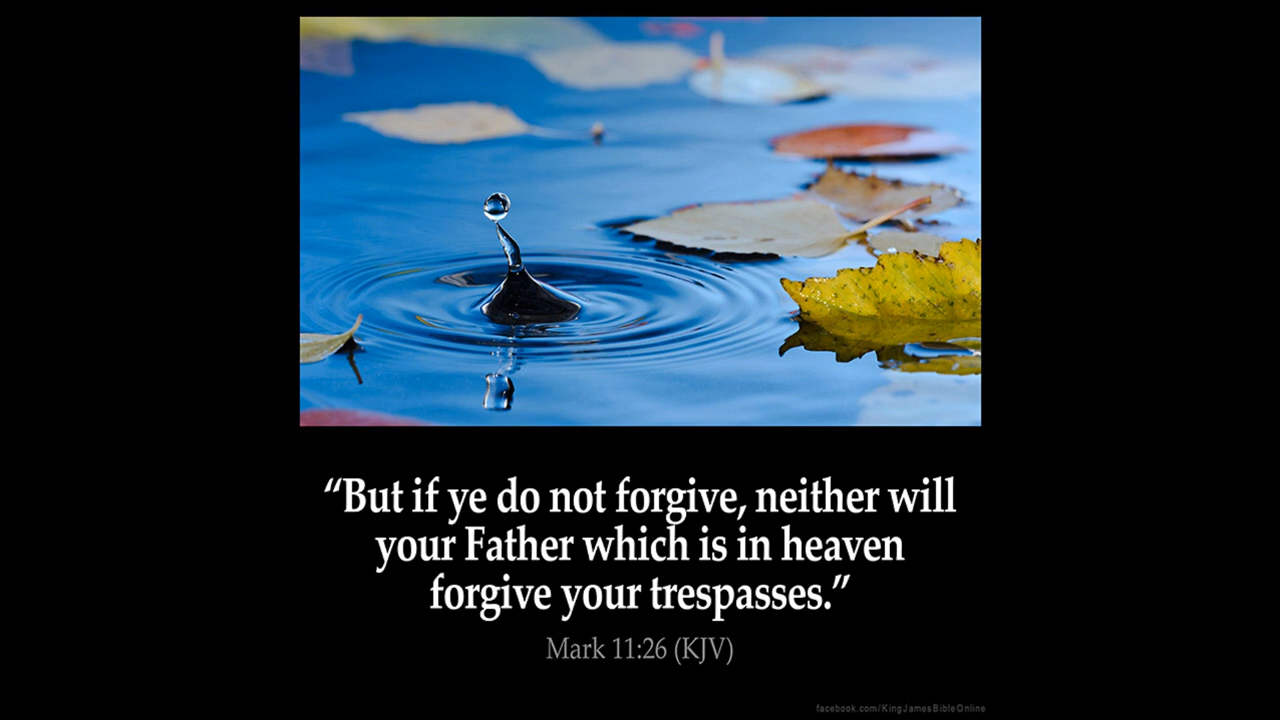 “But if ye do not forgive, neither will
your Father which is in heaven
forgive your trespasses.”
Mark 11:26 (KJV)
facebook.com/KingJamesBibleOnline